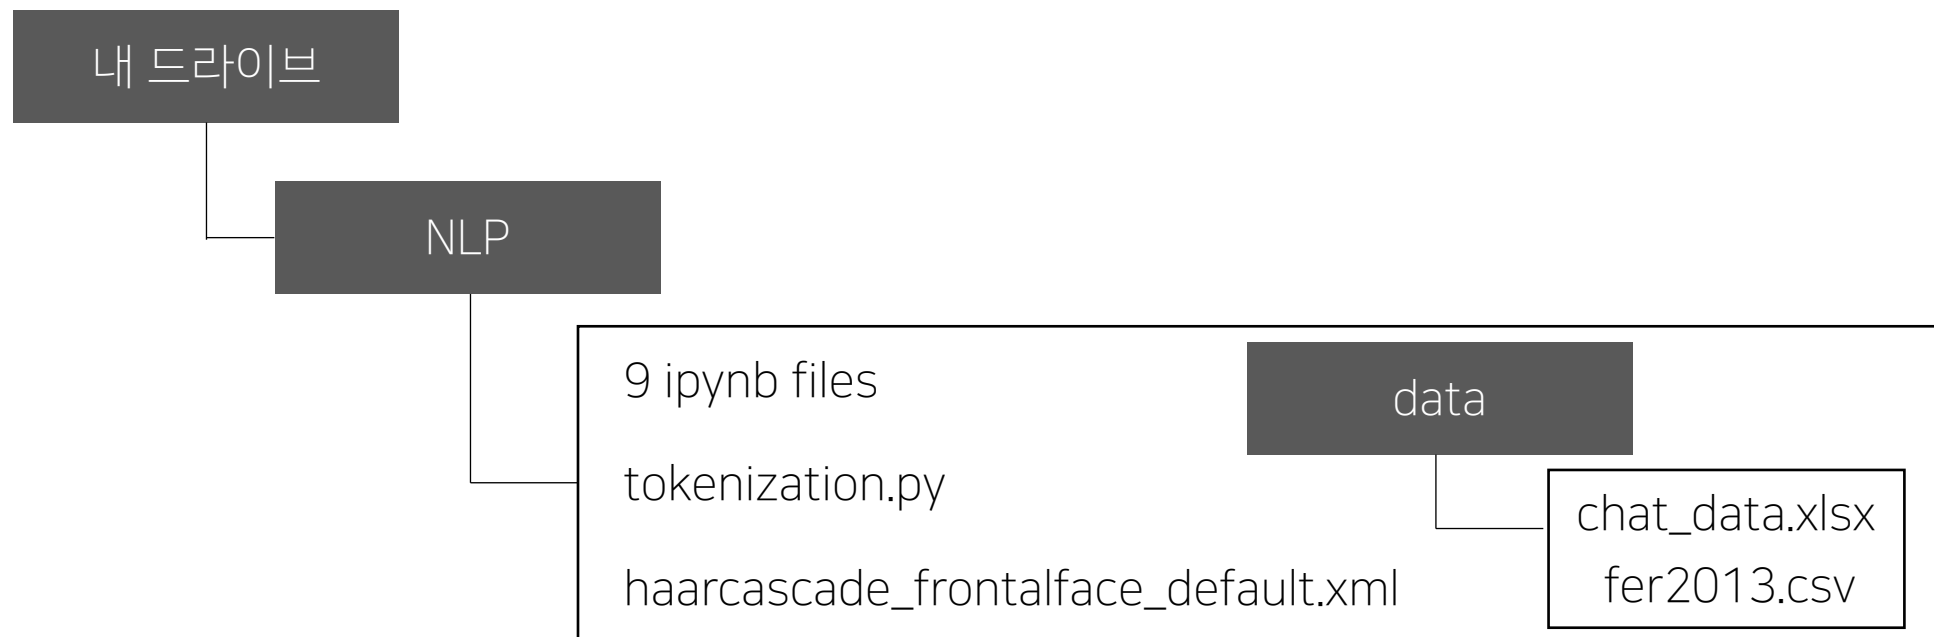 내 드라이브
NLP
9 ipynb files
tokenization.py
haarcascade_frontalface_default.xml
data
chat_data.xlsx
fer2013.csv